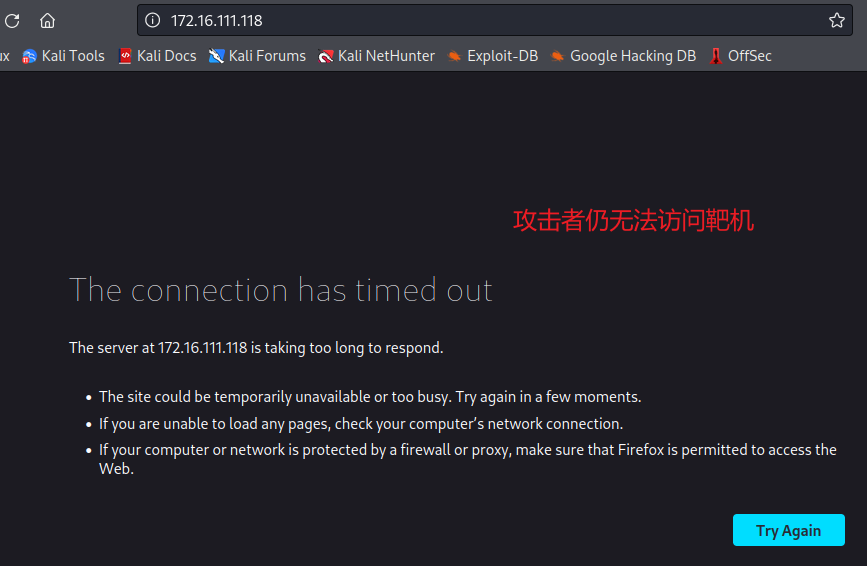 172.16.111.118
ux Kali Tools Kali Docs Kali Forums Kali NetHunter Exploit-DB Google Hacking DB OffSec
攻击者仍无法访问靶机
The connection has timed out
The server at 172.16.111.118 is taking too long to respond.
The site could be temporarily unavailable or too busy. Try again in a few moments.
If you are unable to load any pages, check your computer’s network connection.
If your computer or network is protected by a firewall or proxy, make sure that Firefox is permitted to access the
Web.
Try Again